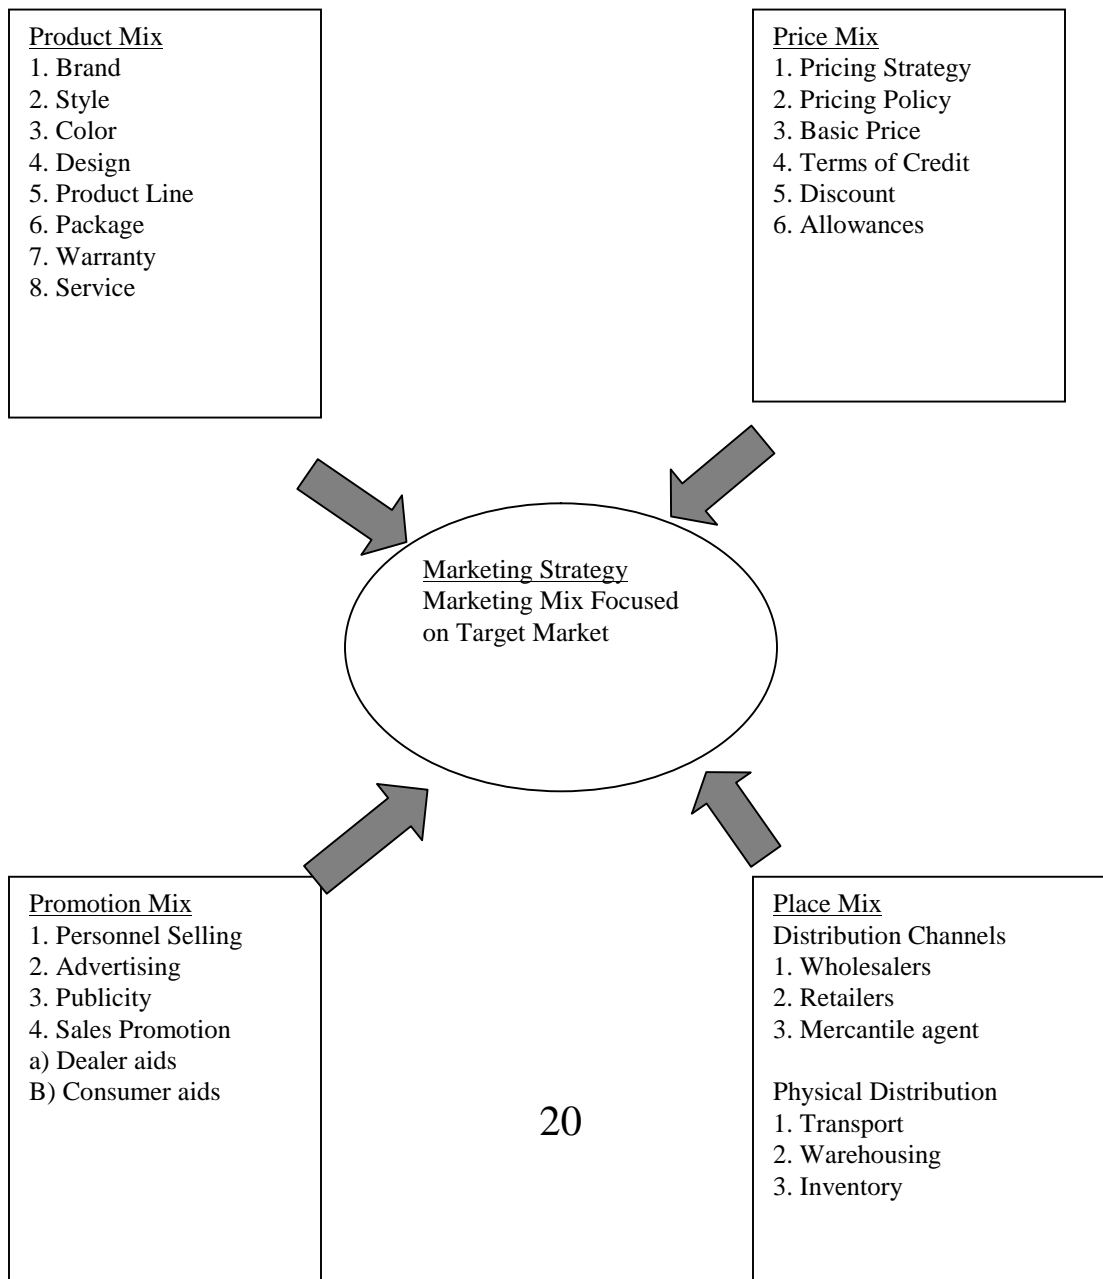 Product Mix
1. Brand
2. Style
3. Color
4. Design
5. Product Line
6. Package
7. Warranty
8. Service
Price Mix
1. Pricing Strategy
2. Pricing Policy
3. Basic Price
4. Terms of Credit
5. Discount
6. Allowances
Marketing Strategy
Marketing Mix Focused
on Target Market
Promotion Mix
1. Personnel Selling
2. Advertising
3. Publicity
4. Sales Promotion
a) Dealer aids
B) Consumer aids
Place Mix
Distribution Channels
1. Wholesalers
2. Retailers
3. Mercantile agent
Physical Distribution
1. Transport
2. Warehousing
3. Inventory
20